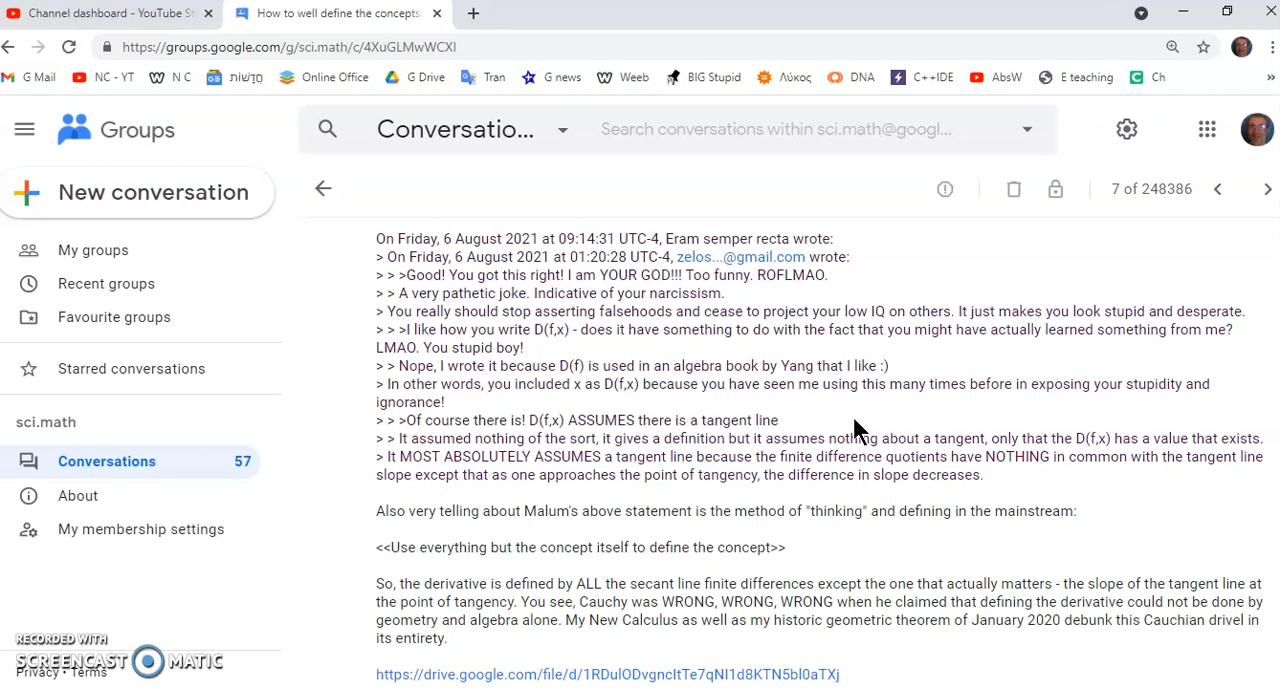 Channel dashboard - YouTube St
How to well define the concepts
https://groups.google.com/g/sci.math/c/4XuGLMwWCXI
G Mail NC - YT N C חֲדָשׁוֹת Online Office G Drive Tran G news Weeb BIG Stupid Λύκος DNA C++IDE AbsW E teaching Ch »
Groups
Conversatio...
Search conversations within sci.math@googl...
New conversation
7 of 248386
My groups
Recent groups
Favourite groups
Starred conversations
sci.math
Conversations 57
About
My membership settings
On Friday, 6 August 2021 at 09:14:31 UTC-4, Eram semper recta wrote:
> On Friday, 6 August 2021 at 01:20:28 UTC-4, zelos...@gmail.com wrote:
> > >Good! You got this right! I am YOUR GOD!!! Too funny. ROFLMAO.
> > A very pathetic joke. Indicative of your narcissism.
> You really should stop asserting falsehoods and cease to project your low IQ on others. It just makes you look stupid and desperate.
> > >I like how you write D(f,x) - does it have something to do with the fact that you might have actually learned something from me?
LMAO. You stupid boy!
> > Nope, I wrote it because D(f) is used in an algebra book by Yang that I like :)
> In other words, you included x as D(f,x) because you have seen me using this many times before in exposing your stupidity and
ignorance!
> > >Of course there is! D(f,x) ASSUMES there is a tangent line
> > It assumed nothing of the sort, it gives a definition but it assumes nothing about a tangent, only that the D(f,x) has a value that exists.
> It MOST ABSOLUTELY ASSUMES a tangent line because the finite difference quotients have NOTHING in common with the tangent line
slope except that as one approaches the point of tangency, the difference in slope decreases.
Also very telling about Malum's above statement is the method of "thinking" and defining in the mainstream:
<<Use everything but the concept itself to define the concept>>
So, the derivative is defined by ALL the secant line finite differences except the one that actually matters - the slope of the tangent line at
the point of tangency. You see, Cauchy was WRONG, WRONG, WRONG when he claimed that defining the derivative could not be done by
geometry and algebra alone. My New Calculus as well as my historic geometric theorem of January 2020 debunk this Cauchian drivel in
its entirety.
https://drive.google.com/file/d/1RDulODvgncItTe7qNI1d8KTN5bl0aTXj
RECORDED WITH
SCREENCAST MATIC
Privacy • Terms